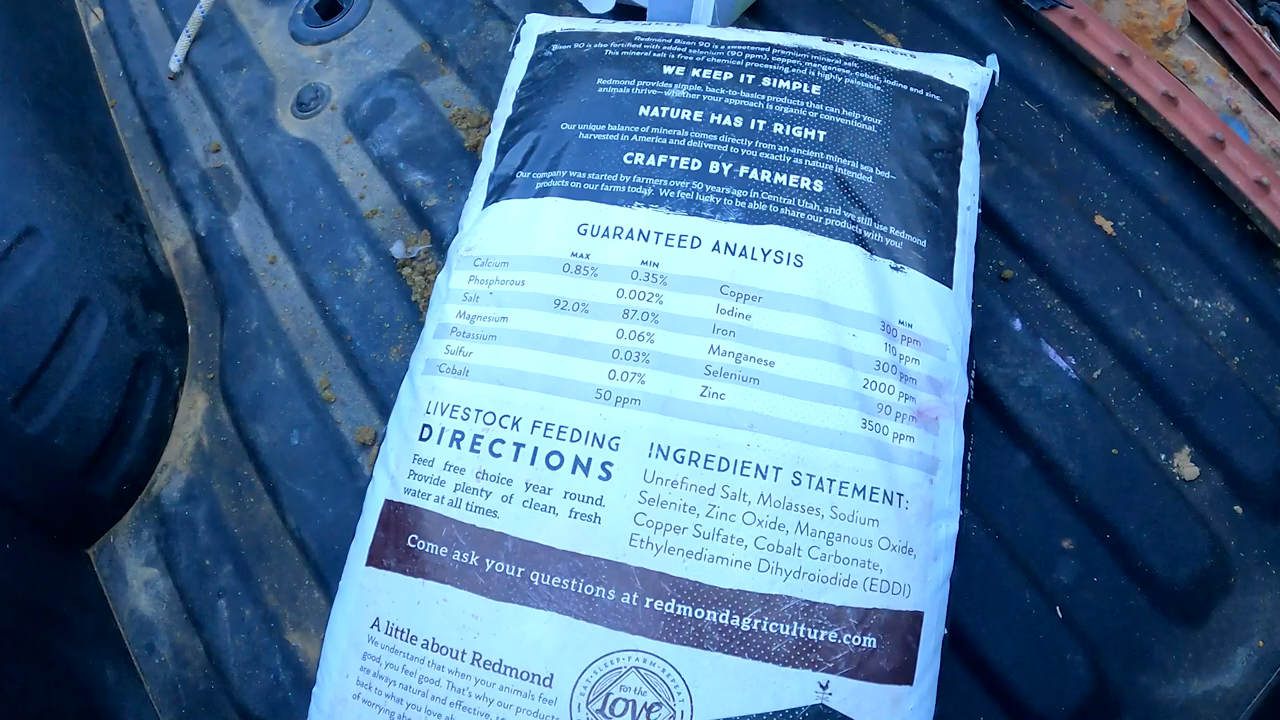 FARMERS
Redmond Bison 90 is a sweetened premium mineral salt.
Bison 90 is also fortified with added selenium (90 ppm), copper, manganese, cobalt, iodine and zinc.
This mineral salt is free of chemical processing and is highly palatable.
WE KEEP IT SIMPLE
Redmond provides simple, back-to-basics products that can help your
animals thrive—whether your approach is organic or conventional.
NATURE HAS IT RIGHT
Our unique balance of minerals comes directly from an ancient mineral sea bed—
harvested in America and delivered to you exactly as nature intended.
CRAFTED BY FARMERS
Our company was started by farmers over 50 years ago in Central Utah, and we still use Redmond
products on our farms today. We feel lucky to be able to share our products with you!
GUARANTEED ANALYSIS
MAX MIN
Calcium 0.85% 0.35%
Phosphorous 0.002%
Salt 92.0% 87.0%
Magnesium 0.06%
Potassium 0.03%
Sulfur 0.07%
Cobalt 50 ppm
MIN
Copper 300 ppm
Iodine 110 ppm
Iron 300 ppm
Manganese 2000 ppm
Selenium 90 ppm
Zinc 3500 ppm
LIVESTOCK FEEDING
DIRECTIONS
Feed free choice year round.
Provide plenty of clean, fresh
water at all times.
INGREDIENT STATEMENT:
Unrefined Salt, Molasses, Sodium
Selenite, Zinc Oxide, Manganous Oxide,
Copper Sulfate, Cobalt Carbonate,
Ethylenediamine Dihydroiodide (EDDI)
Come ask your questions at redmondagriculture.com
A little about Redmond
We understand that when your animals feel
good, you feel good. That's why our products
are always natural and effective,
back to what you love
of worrying
EAT•SLEEP•FARM•REPEAT
For the
Love